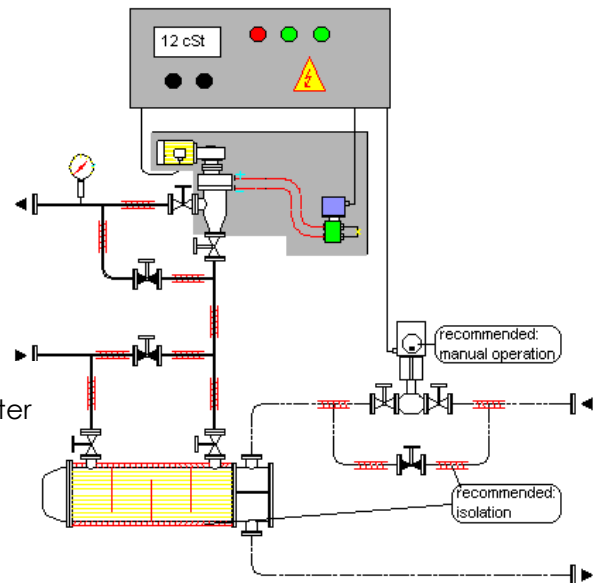 12 cSt
recommended:
manual operation
ter
recommended:
isolation